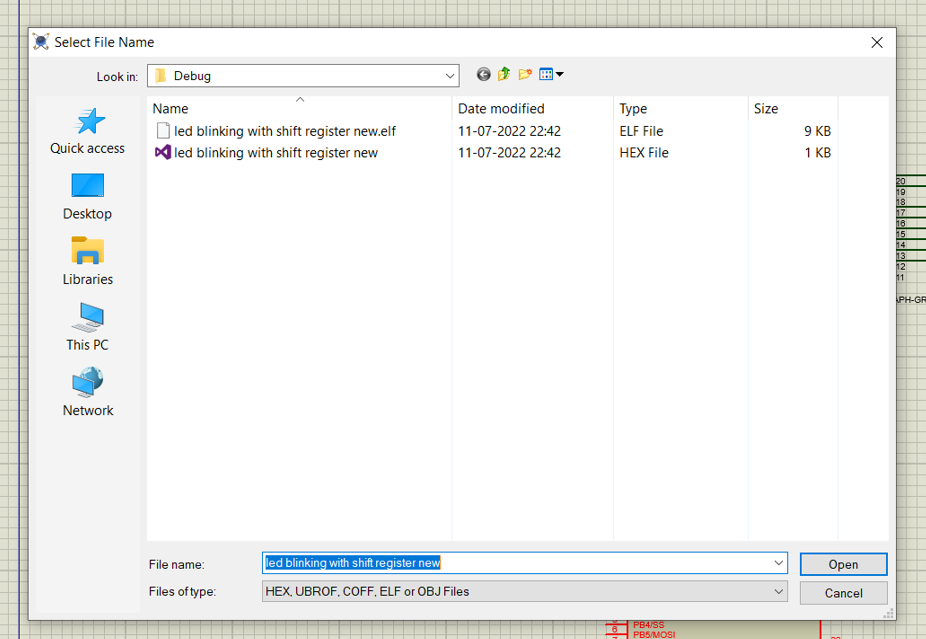 Select File Name
Look in: Debug
Name Date modified Type Size
led blinking with shift register new.elf 11-07-2022 22:42 ELF File 9 KB
led blinking with shift register new 11-07-2022 22:42 HEX File 1 KB
Quick access
Desktop
Libraries
This PC
Network
20
19
18
17
16
15
14
13
12
11
APH-GR
File name: led blinking with shift register new Open
Files of type: HEX, UBROF, COFF, ELF or OBJ Files Cancel
PB4/SS
6 PB5/MOSI